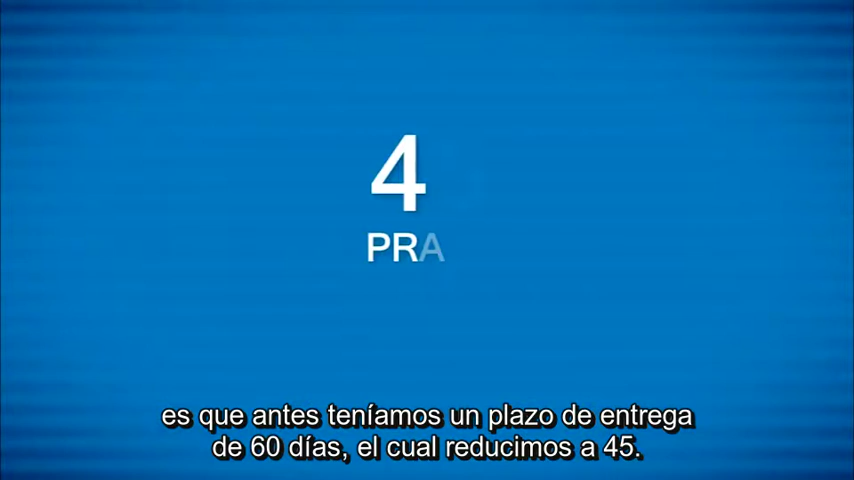 4
PRA
es que antes teníamos un plazo de entrega
de 60 días, el cual reducimos a 45.